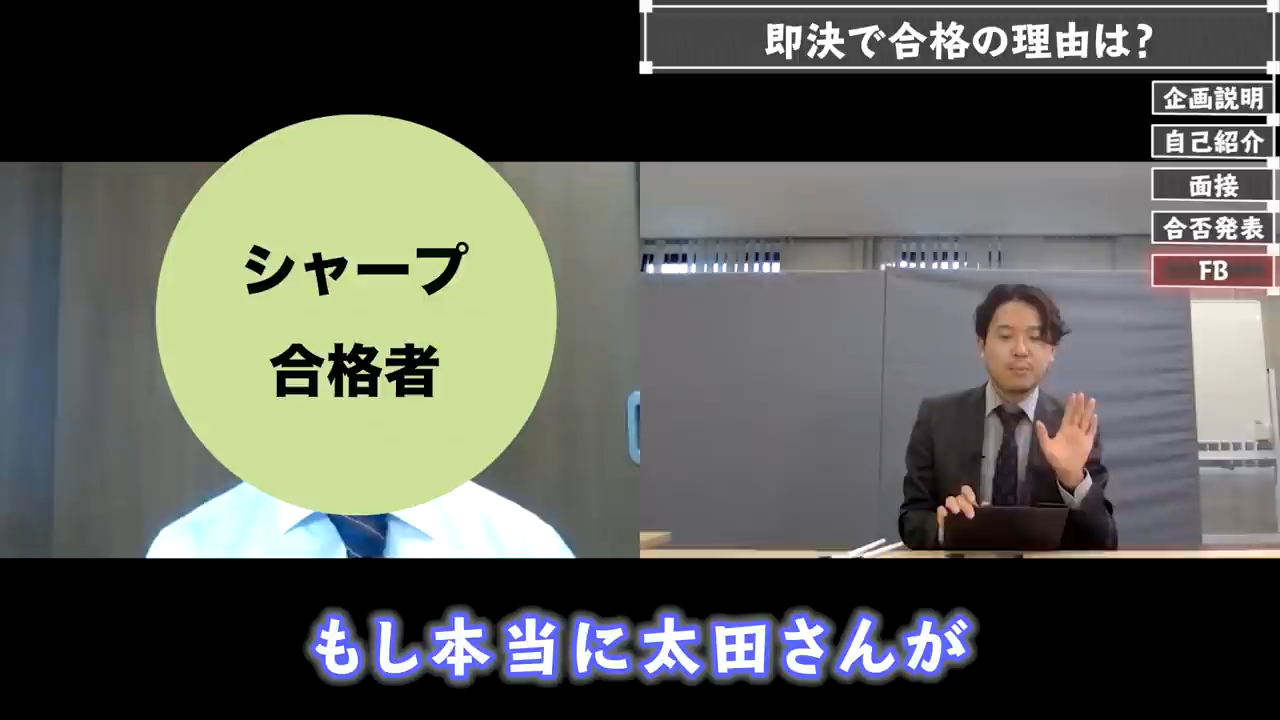 即決で合格の理由は?
企画説明
自己紹介
面接
合否発表
FB
シャープ
合格者
もし本当に太田さんが